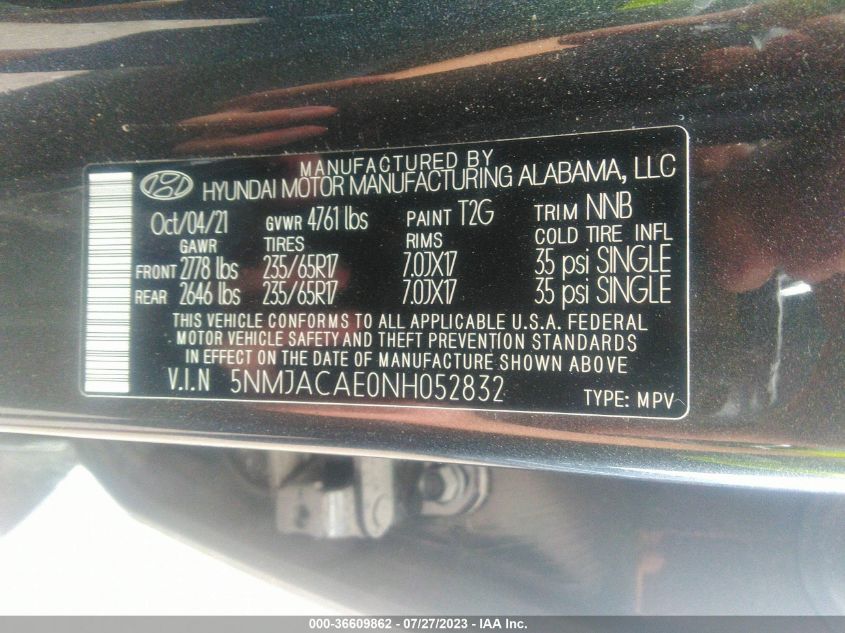 MANUFACTURED BY
HYUNDAI MOTOR MANUFACTURING ALABAMA, LLC
Oct/04/21 GVWR 4761 lbs PAINT T2G TRIM NNB
GAWR TIRES RIMS COLD TIRE INFL
FRONT 2778 lbs 235/65R17 7.0JX17 35 psi SINGLE
REAR 2646 lbs 235/65R17 7.0JX17 35 psi SINGLE
THIS VEHICLE CONFORMS TO ALL APPLICABLE U.S.A. FEDERAL
MOTOR VEHICLE SAFETY AND THEFT PREVENTION STANDARDS
IN EFFECT ON THE DATE OF MANUFACTURE SHOWN ABOVE
V.I.N 5NMJACAE0NH052832 TYPE: MPV
000-36609862 - 07/27/2023 - IAA Inc.